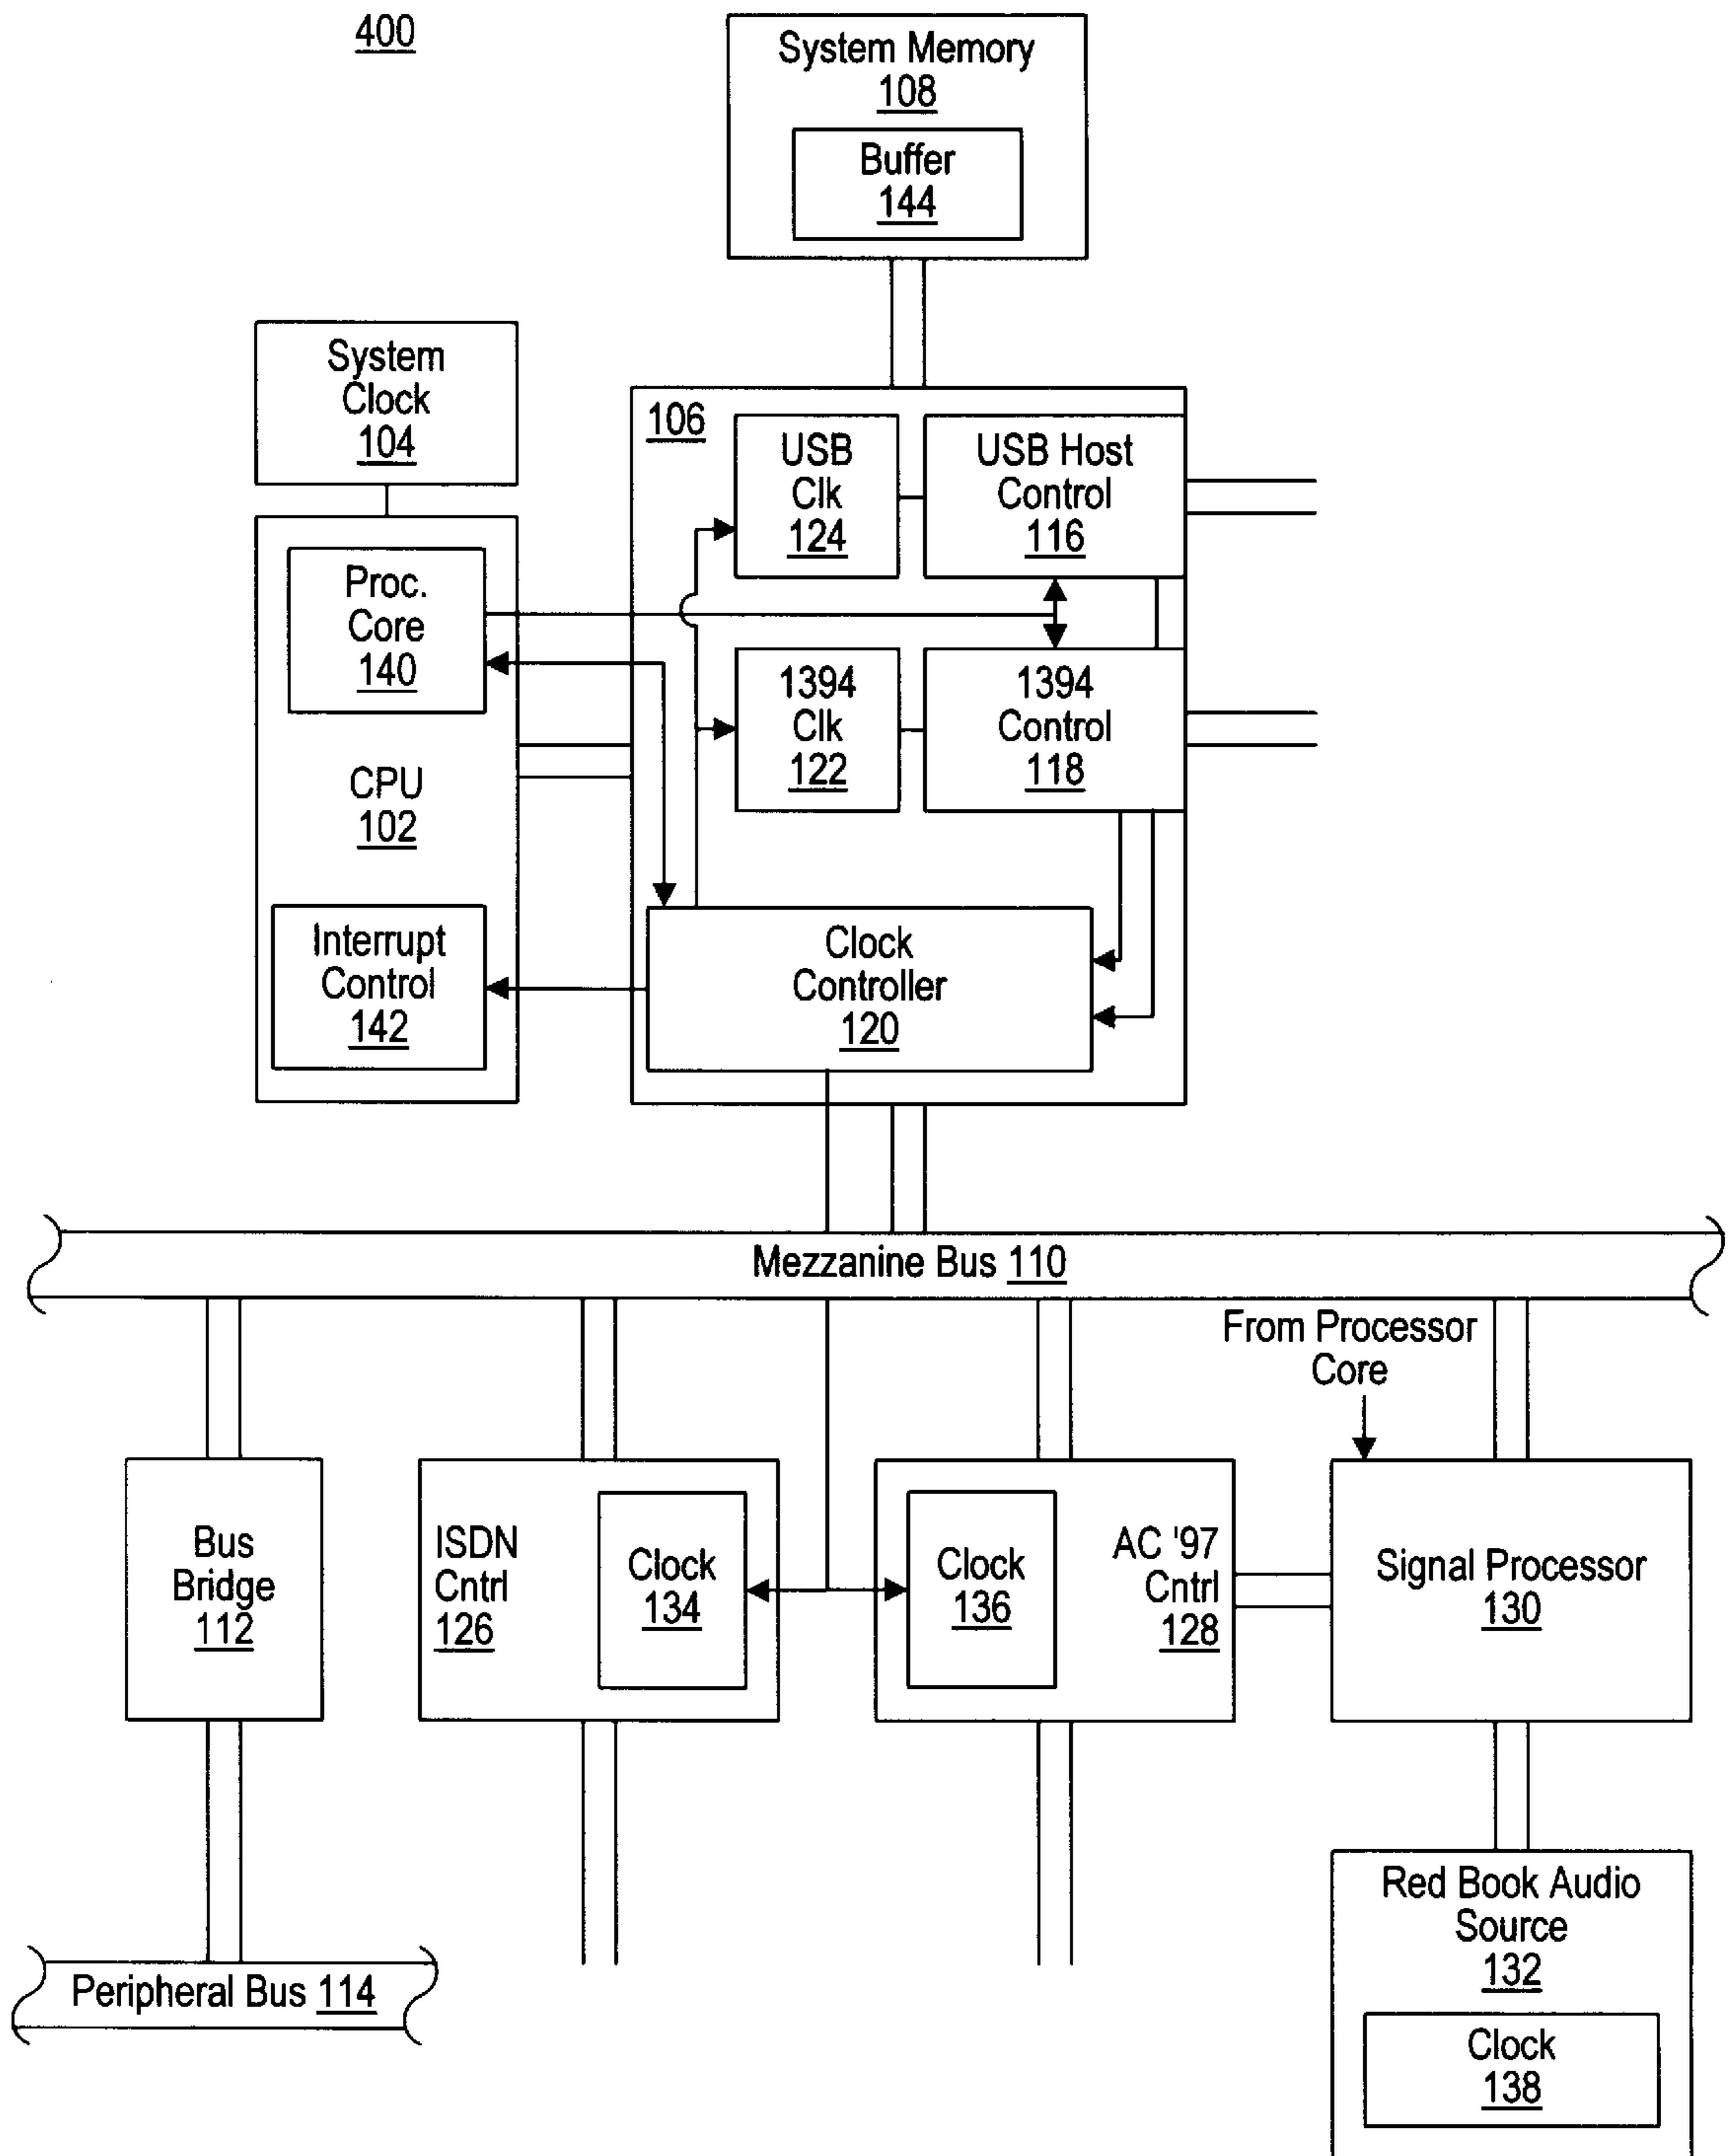 400
System Memory
108
Buffer
144
System
Clock
104
106
USB
Clk
124
USB Host
Control
116
Proc.
Core
140
1394
Clk
122
1394
Control
118
CPU
102
Interrupt
Control
142
Clock
Controller
120
Mezzanine Bus 110
From Processor
Core
Bus
Bridge
112
ISDN
Cntrl
126
Clock
134
Clock
136
AC '97
Cntrl
128
Signal Processor
130
Peripheral Bus 114
Red Book Audio
Source
132
Clock
138